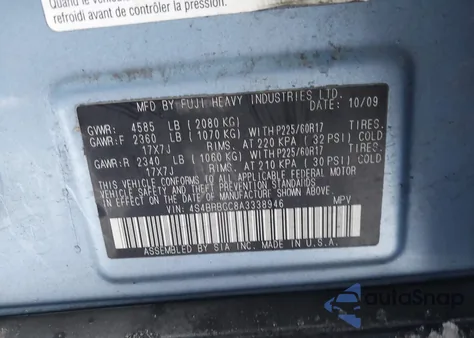 Quand le véhicule
refroidi avant de contrôler la pression.
MFD BY FUJI HEAVY INDUSTRIES LTD.
DATE: 10/09
GVWR: 4585 LB (2080 KG)
GAWR:F 2360 LB (1070 KG) WITH P225/60R17 TIRES.
17X7J RIMS. AT 220 KPA (32 PSI) COLD
GAWR:R 2340 LB (1060 KG) WITH P225/60R17 TIRES.
17X7J RIMS. AT 210 KPA (30 PSI) COLD
THIS VEHICLE CONFORMS TO ALL APPLICABLE FEDERAL MOTOR
VEHICLE SAFETY AND BUMPER STANDARDS IN EFFECT ON THE DATE
OF MANUFACTURE SHOWN ABOVE.
VIN: MPV
ASSEMBLED BY SIA INC. MADE IN U.S.A.
autoSnap